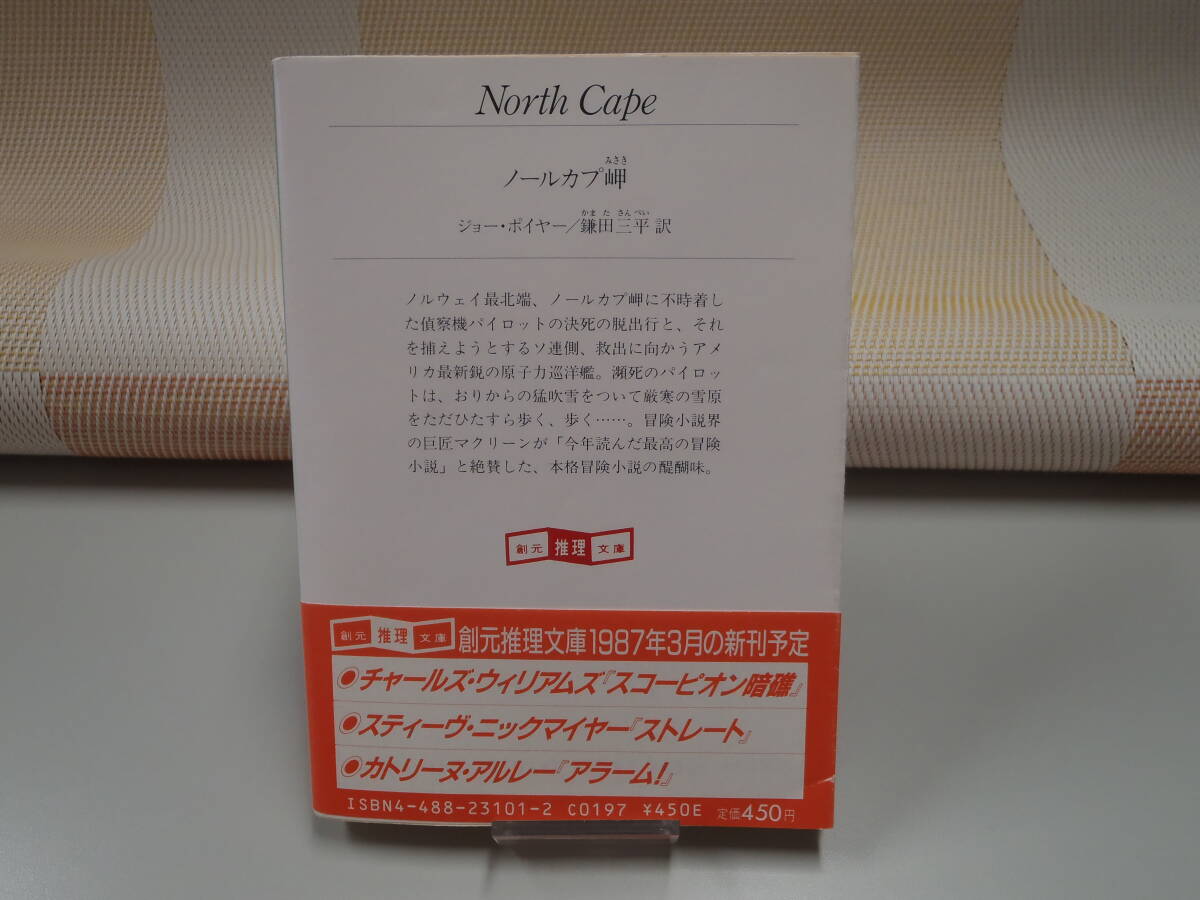 North Cape
みさき
ノールカプ岬
かま た さん ぺい
ジョー・ポイヤー/鎌田三平 訳
ノルウェイ最北端、ノールカプ岬に不時着し
た偵察機パイロットの決死の脱出行と、それ
を捕えようとするソ連側、救出に向かうアメ
リカ最新鋭の原子力巡洋艦。瀕死のパイロッ
トは、おりからの猛吹雪をついて厳寒の雪原
をただひたすら歩く、歩く……。冒険小説界
の巨匠マクリーンが「今年読んだ最高の冒険
小説」と絶賛した、本格冒険小説の醍醐味。
創元 推理 文庫
創元 推理 文庫 創元推理文庫1987年3月の新刊予定
●チャールズ・ウィリアムズ『スコーピオン暗礁』
●スティーヴ・ニックマイヤー『ストレート』
●カトリーヌ・アルレー『アラーム!』
ISBN4-488-23101-2 C0197 ¥450E 定価450円